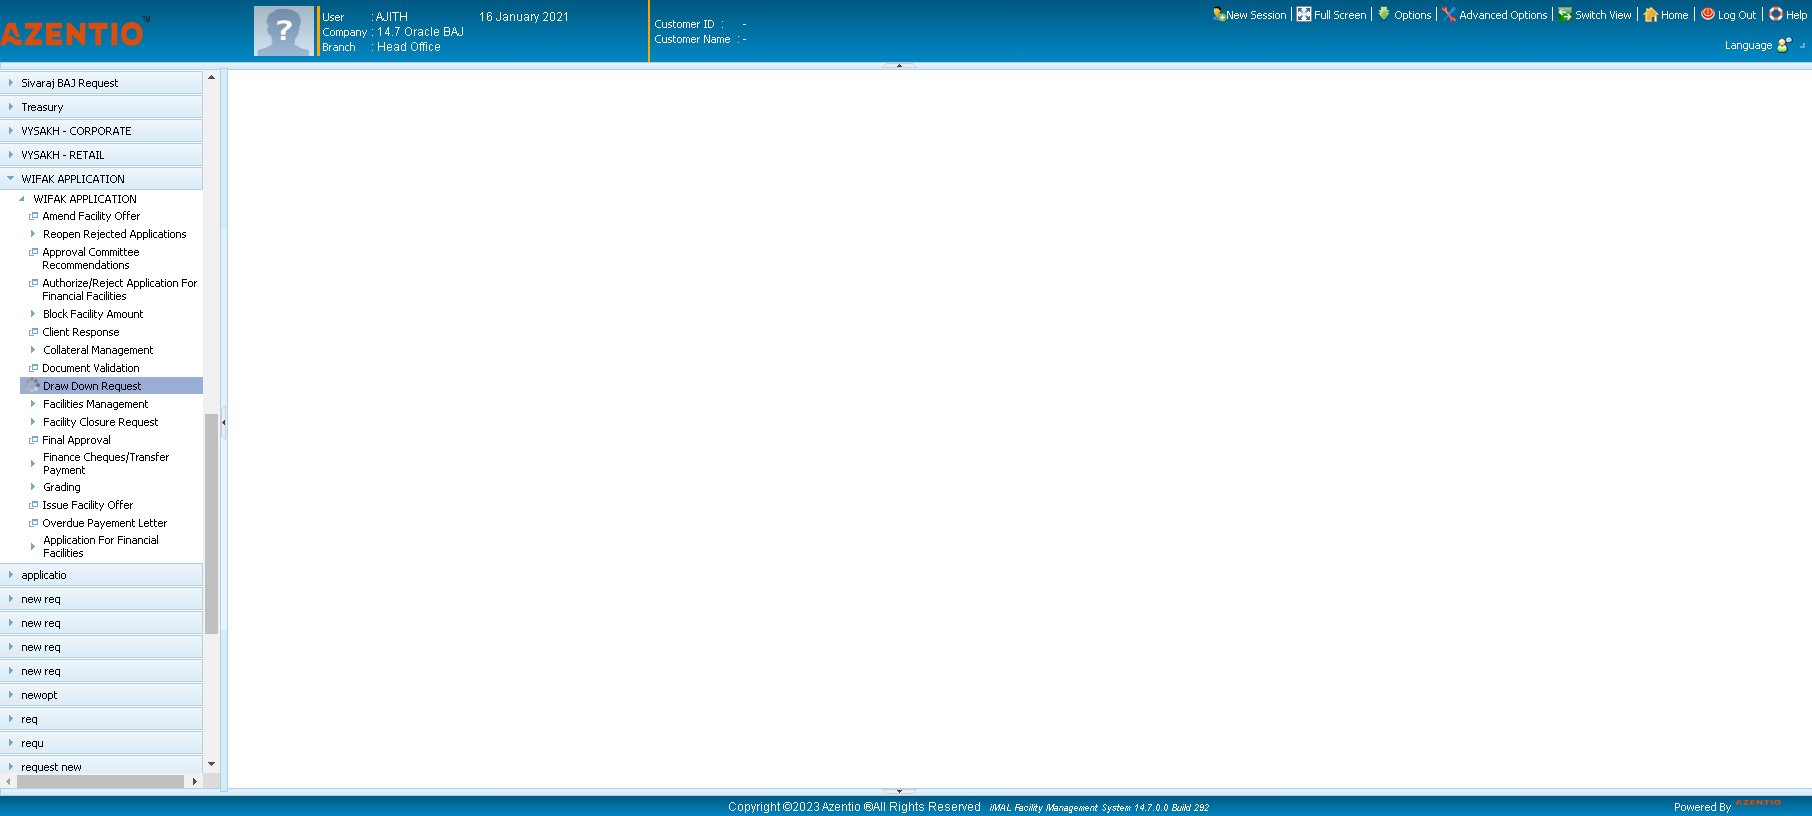 AZENTIO™
User : AJITH 16 January 2021
Company : 14.7 Oracle BAJ
Branch : Head Office
Customer ID : -
Customer Name : -
New Session | Full Screen | Options | Advanced Options | Switch View | Home | Log Out | Help
Language
Sivaraj BAJ Request
Treasury
VYSAKH - CORPORATE
VYSAKH - RETAIL
WIFAK APPLICATION
WIFAK APPLICATION
Amend Facility Offer
Reopen Rejected Applications
Approval Committee
Recommendations
Authorize/Reject Application For
Financial Facilities
Block Facility Amount
Client Response
Collateral Management
Document Validation
Draw Down Request
Facilities Management
Facility Closure Request
Final Approval
Finance Cheques/Transfer
Payment
Grading
Issue Facility Offer
Overdue Payement Letter
Application For Financial
Facilities
applicatio
new req
new req
new req
new req
newopt
req
requ
request new
Copyright ©2023 Azentio ®All Rights Reserved iMAL Facility Management System 14.7.0.0 Build 292
Powered By AZENTIO